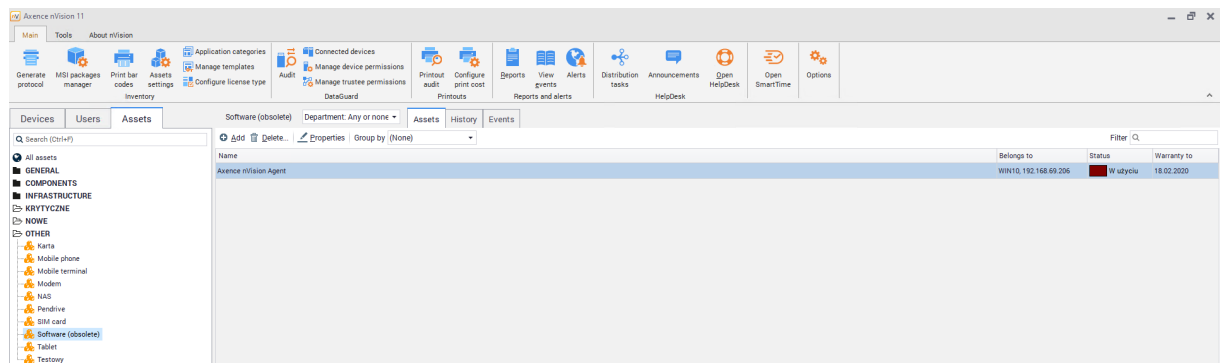 nV Axence nVision 11
Main Tools About nVision
Generate protocol
MSI packages manager
Print bar codes
Assets settings
Application categories
Manage templates
Configure license type
Inventory
Audit
Connected devices
Manage device permissions
Manage trustee permissions
DataGuard
Printout audit
Configure print cost
Printouts
Reports
View events
Alerts
Reports and alerts
Distribution tasks
Announcements
Open HelpDesk
HelpDesk
Open SmartTime
Options
Devices Users Assets
Software (obsolete) Department: Any or none Assets History Events
Search (Ctrl+F)
Add Delete... Properties Group by (None) Filter
All assets
GENERAL
COMPONENTS
INFRASTRUCTURE
KRYTYCZNE
NOWE
OTHER
Karta
Mobile phone
Mobile terminal
Modem
NAS
Pendrive
SIM card
Software (obsolete)
Tablet
Testowy
Name Belongs to Status Warranty to
Axence nVision Agent WIN10, 192.168.69.206 W użyciu 18.02.2020